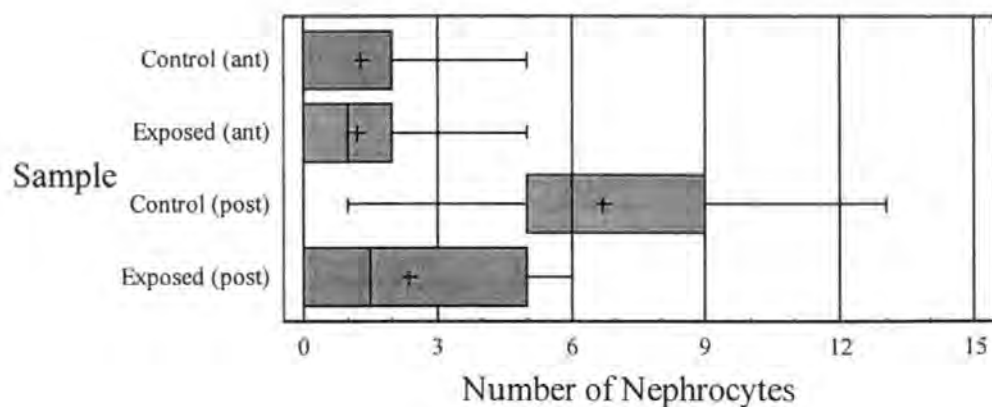 Control (ant)
Exposed (ant)
Sample
Control (post)
Exposed (post)
0 3 6 9 12 15
Number of Nephrocytes